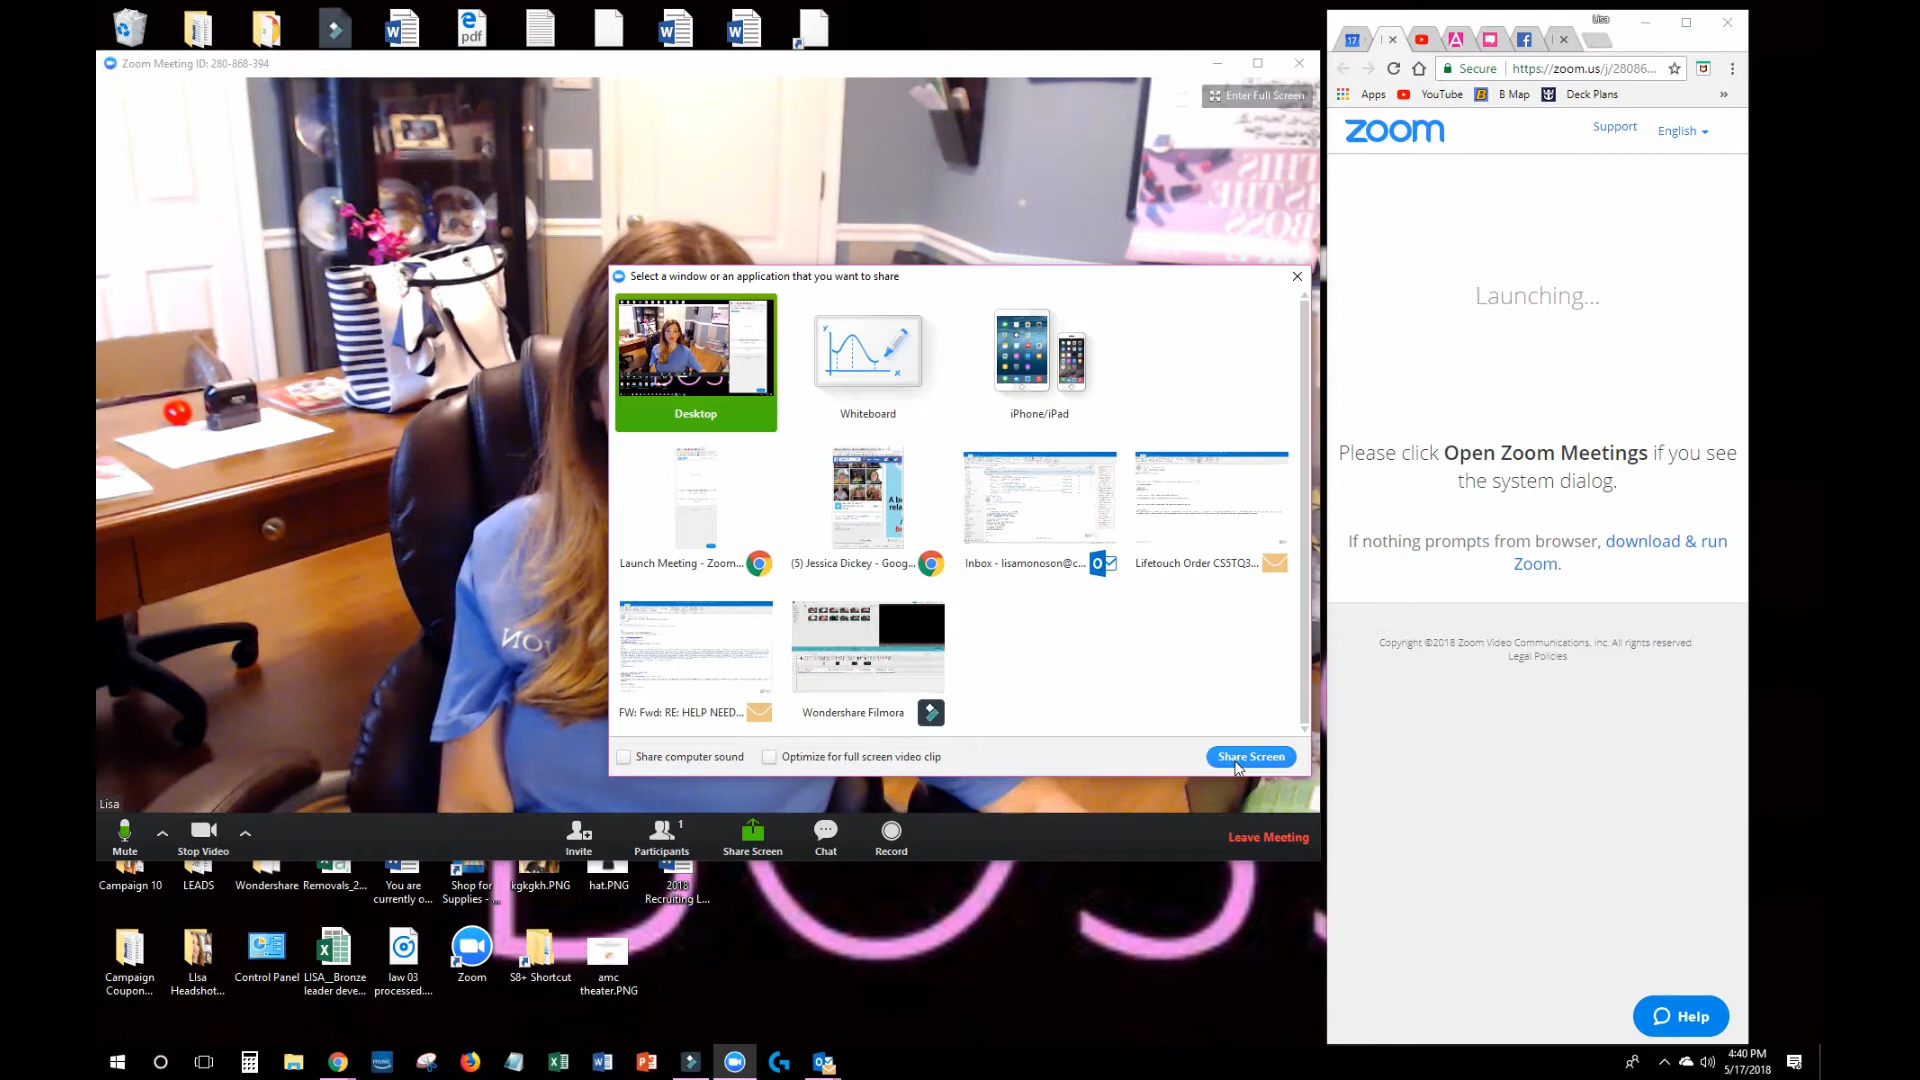 Zoom Meeting ID: 280-868-394
Enter Full Screen
Select a window or an application that you want to share
Desktop
Whiteboard
iPhone/iPad
Launch Meeting - Zoom...
(5) Jessica Dickey - Goog...
Inbox - lisamonoson@c...
Lifetouch Order CS5TQ3...
FW: Fwd: RE: HELP NEED...
Wondershare Filmora
Share computer sound
Optimize for full screen video clip
Share Screen
Lisa
Mute
Stop Video
Invite
Participants
1
Share Screen
Chat
Record
Leave Meeting
Campaign 10
LEADS
Wondershare
Removals_2...
You are
currently o...
Shop for
Supplies - ...
kgkgkh.PNG
hat.PNG
2018
Recruiting L...
Campaign
Coupon...
LIsa
Headshot...
Control Panel
LISA__Bronze
leader deve...
law 03
processed....
Zoom
S8+ Shortcut
amc
theater.PNG
Lisa
Secure
https://zoom.us/j/28086...
Apps
YouTube
B Map
Deck Plans
zoom
Support
English
Launching...
Please click Open Zoom Meetings if you see
the system dialog.
If nothing prompts from browser, download & run
Zoom.
Copyright ©2018 Zoom Video Communications, Inc. All rights reserved.
Legal Policies
Help
4:40 PM
5/17/2018